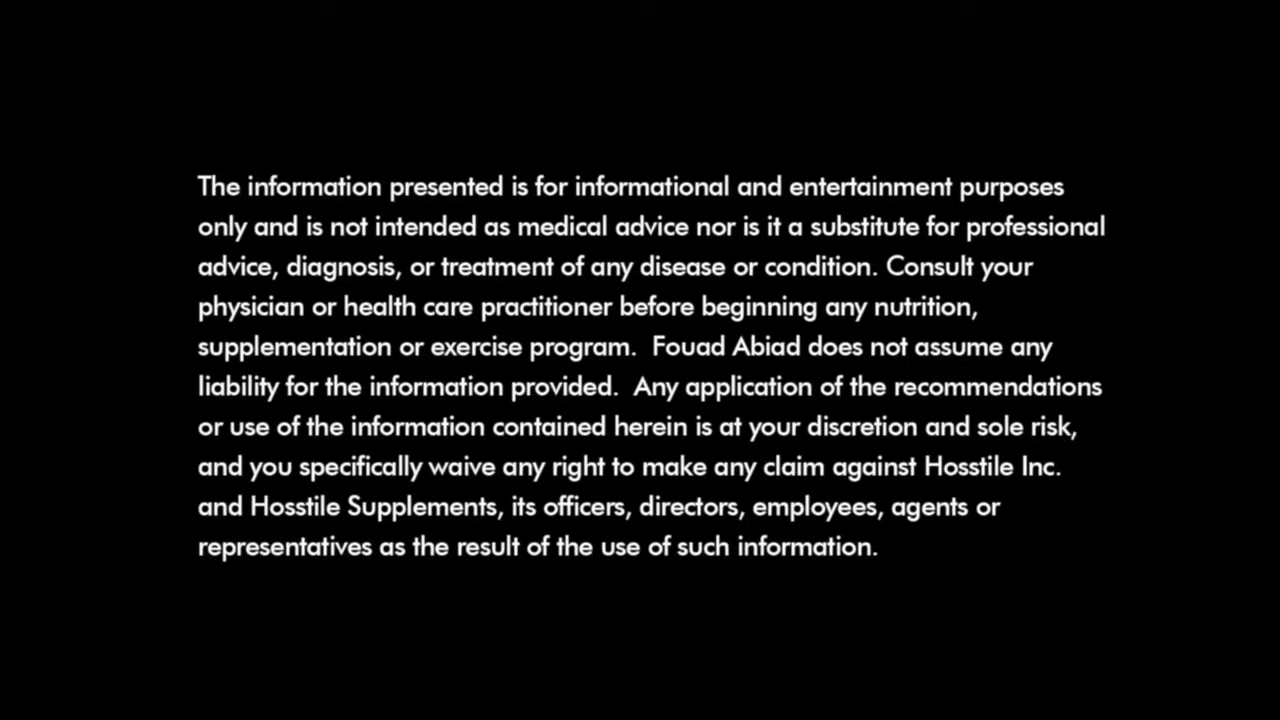 The information presented is for informational and entertainment purposes
only and is not intended as medical advice nor is it a substitute for professional
advice, diagnosis, or treatment of any disease or condition. Consult your
physician or health care practitioner before beginning any nutrition,
supplementation or exercise program.  Fouad Abiad does not assume any
liability for the information provided.  Any application of the recommendations
or use of the information contained herein is at your discretion and sole risk,
and you specifically waive any right to make any claim against Hosstile Inc.
and Hosstile Supplements, its officers, directors, employees, agents or
representatives as the result of the use of such information.